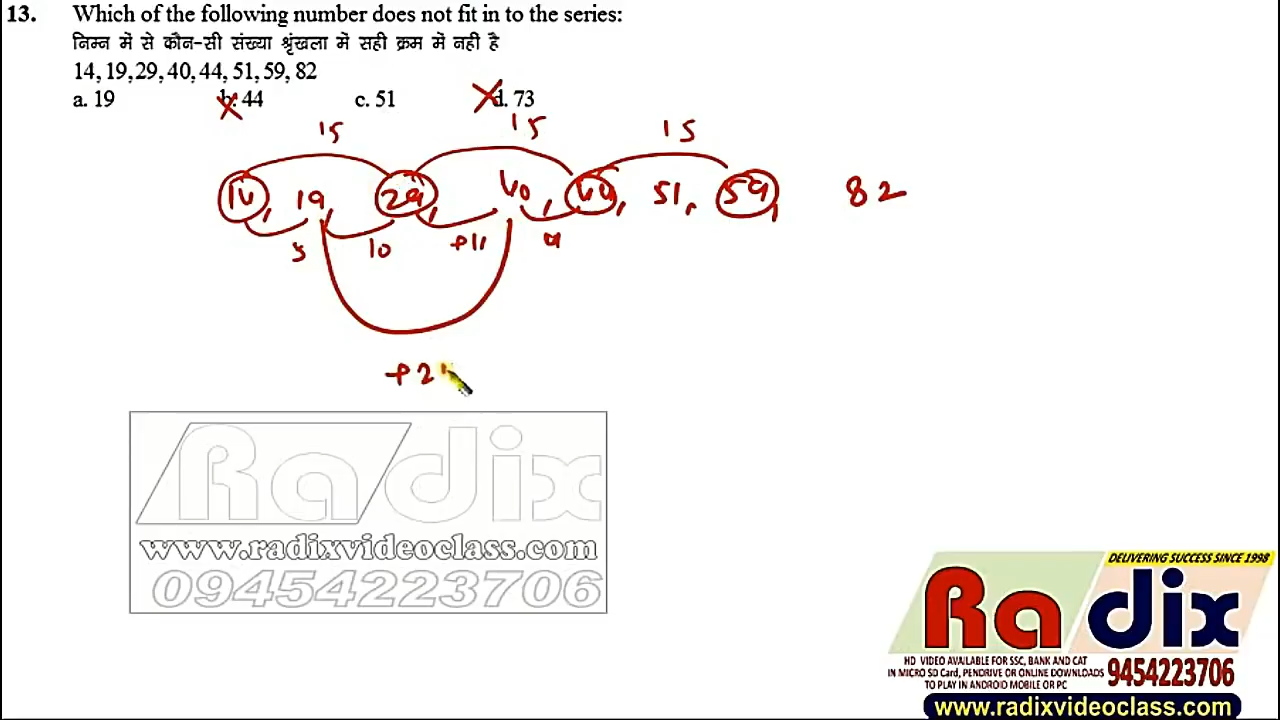 13. Which of the following number does not fit in to the series:
निम्न में से कौन-सी संख्या श्रृंखला में सही क्रम में नही है
14, 19,29, 40, 44, 51, 59, 82
a. 19 b. 44 c. 51 d. 73
15 15 15
14, 19, 29, 40, 44, 51, 59, 82
5 10 +11 4
+2
Radix
www.radixvideoclass.com
09454223706
DELIVERING SUCCESS SINCE 1998
Radix
HD VIDEO AVAILABLE FOR SSC, BANK AND CAT
IN MICRO SD Card, PENDRIVE OR ONLINE DOWNLOADS
TO PLAY IN ANDROID MOBILE OR PC
9454223706
www.radixvideoclass.com